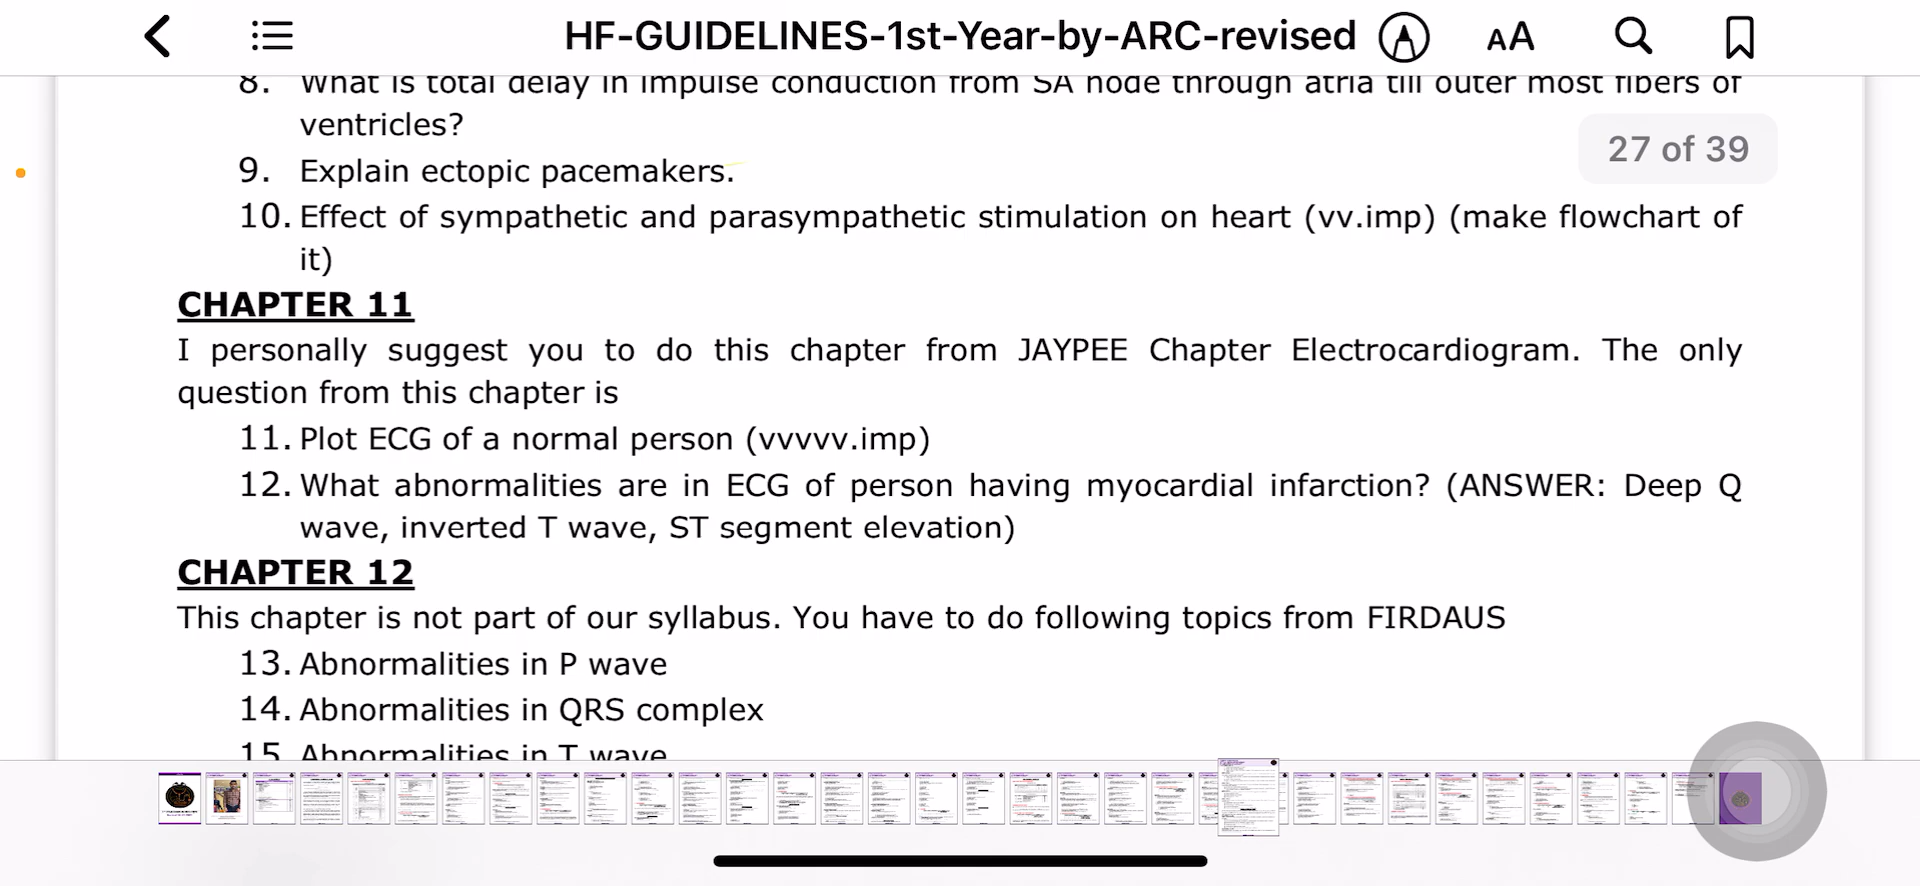 HF-GUIDELINES-1st-Year-by-ARC-revised
AA
8. What is total delay in impulse conduction from SA node through atria till outer most fibers of
ventricles?
27 of 39
9. Explain ectopic pacemakers.
10. Effect of sympathetic and parasympathetic stimulation on heart (vv.imp) (make flowchart of
it)
CHAPTER 11
I personally suggest you to do this chapter from JAYPEE Chapter Electrocardiogram. The only
question from this chapter is
11. Plot ECG of a normal person (vvvvv.imp)
12. What abnormalities are in ECG of person having myocardial infarction? (ANSWER: Deep Q
wave, inverted T wave, ST segment elevation)
CHAPTER 12
This chapter is not part of our syllabus. You have to do following topics from FIRDAUS
13. Abnormalities in P wave
14. Abnormalities in QRS complex
15. Abnormalities in T wave